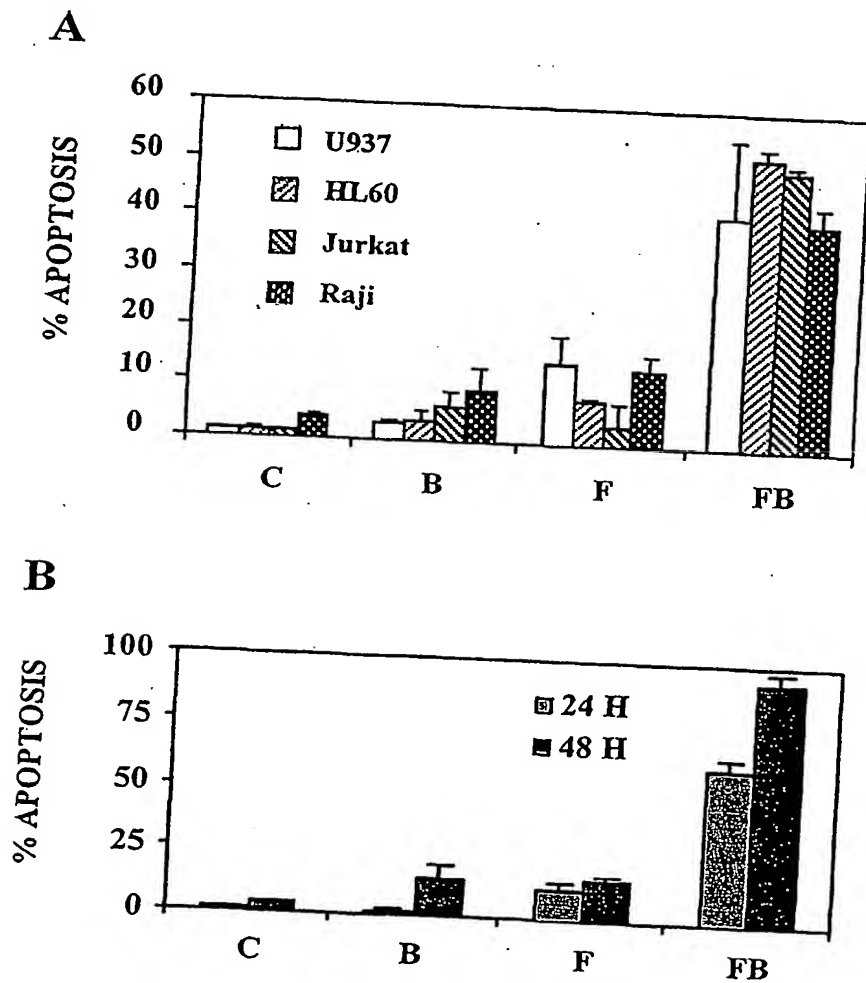 A
60
50
40
30
20
10
0
% APOPTOSIS
U937
HL60
Jurkat
Raji
C B F FB
B
100
75
50
25
0
% APOPTOSIS
24 H
48 H
C B F FB